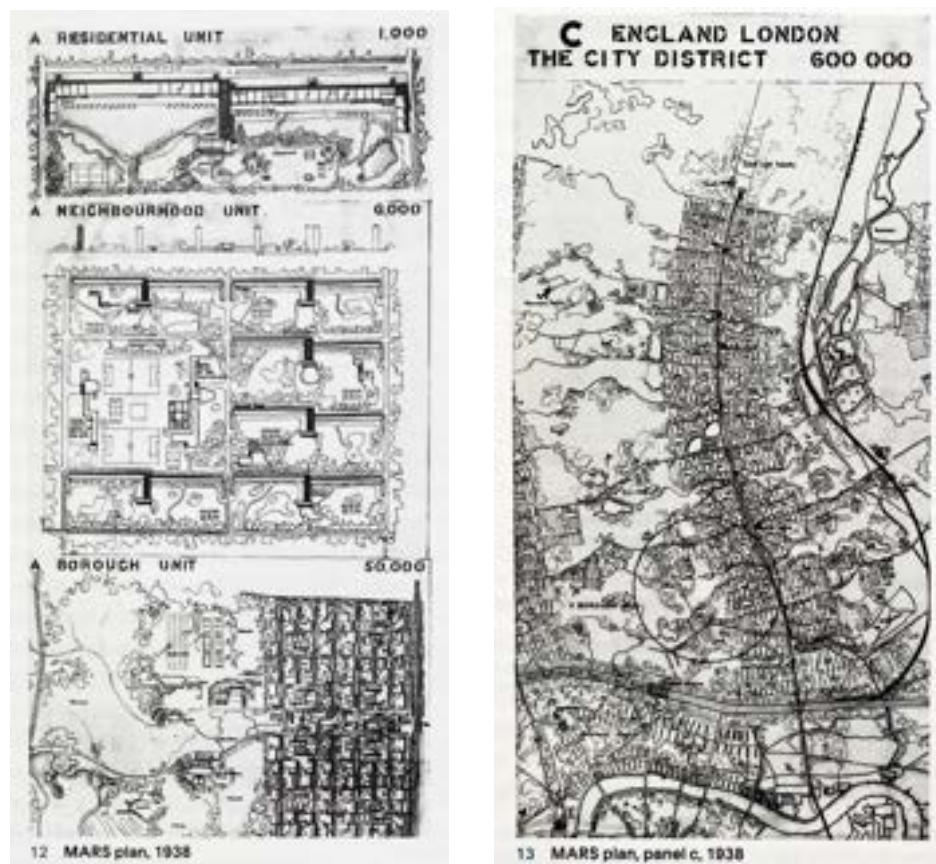 A RESIDENTIAL UNIT 1.000
A NEIGHBOURHOOD UNIT. 6.000
A BOROUGH UNIT 50.000
12 MARS plan, 1938
C ENGLAND LONDON
THE CITY DISTRICT 600 000
13 MARS plan, panel c, 1938